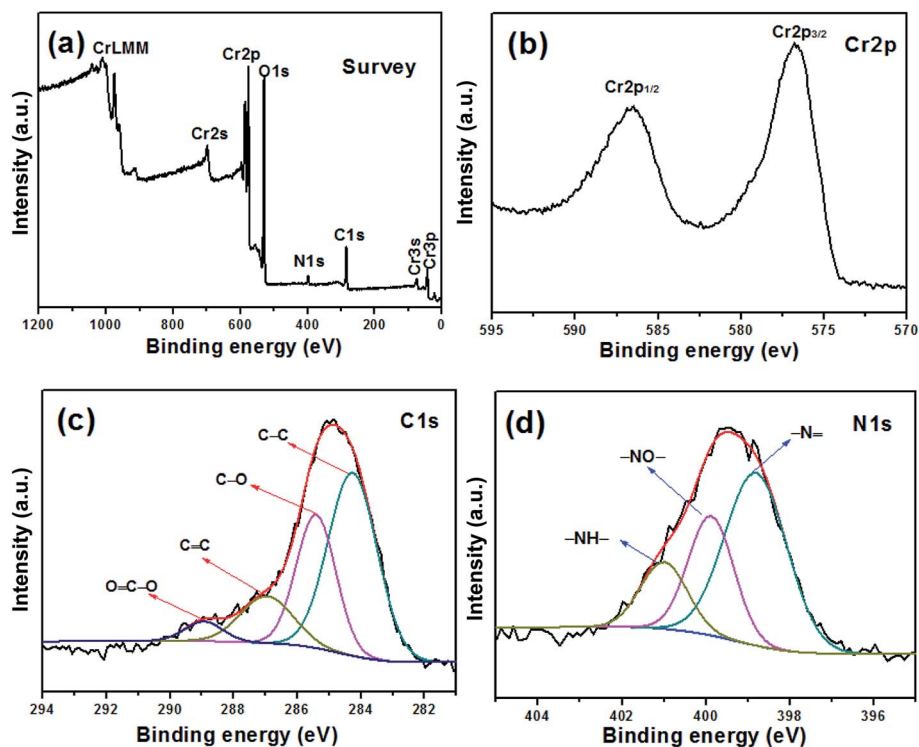 (a)
CrLMM
Cr2p
O1s
Survey
Cr2s
N1s
C1s
Cr3s
Cr3p
Intensity (a.u.)
1200 1000 800 600 400 200 0
Binding energy (eV)
(b)
Cr2p3/2
Cr2p
Cr2p1/2
Intensity (a.u.)
595 590 585 580 575 570
Binding energy (ev)
(c)
C1s
C–C
C–O
C=C
O=C–O
Intensity (a.u.)
294 292 290 288 286 284 282
Binding energy (eV)
(d)
N1s
–N=
–NO–
–NH–
Intensity (a.u.)
404 402 400 398 396
Binding energy (eV)